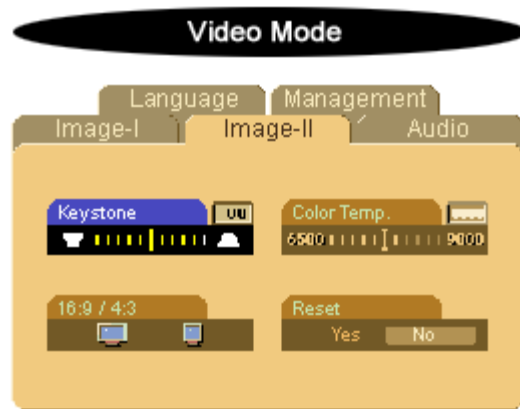 Video Mode
Language Management
Image-I Image-II Audio
Keystone Color Temp.
6500 9000
16:9 / 4:3 Reset
Yes No